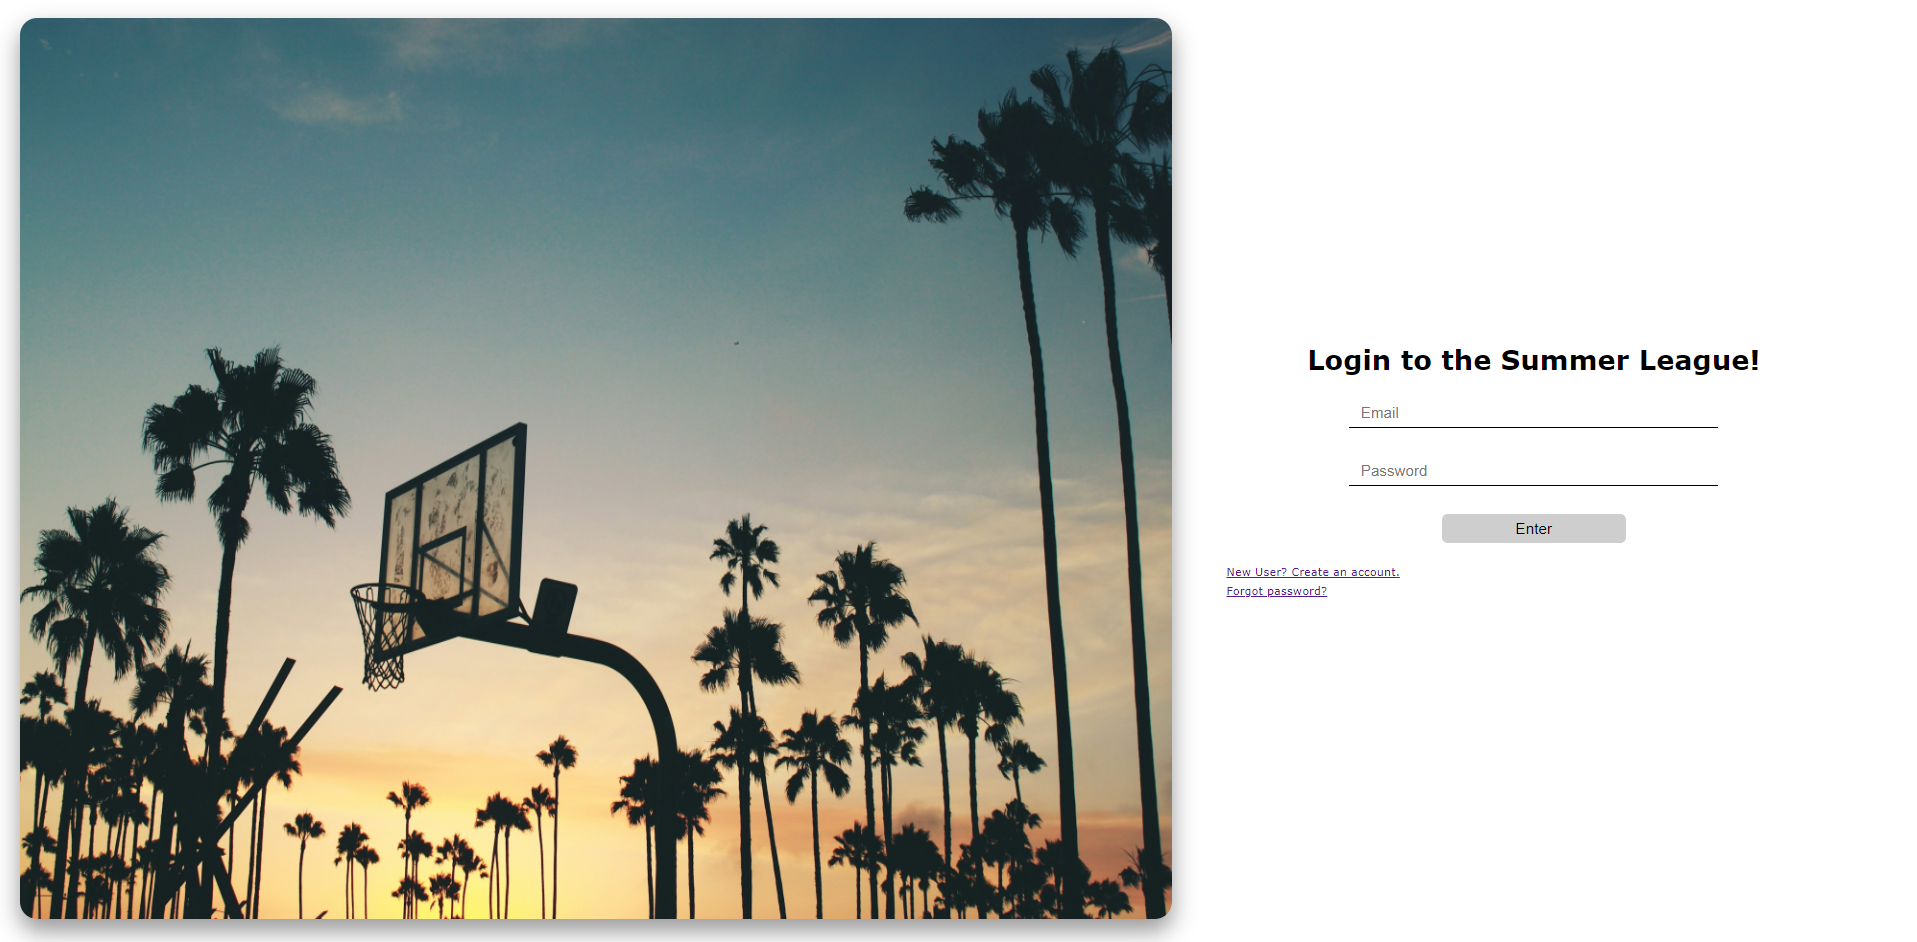 Login to the Summer League!
Email
Password
Enter
New User? Create an account.
Forgot password?